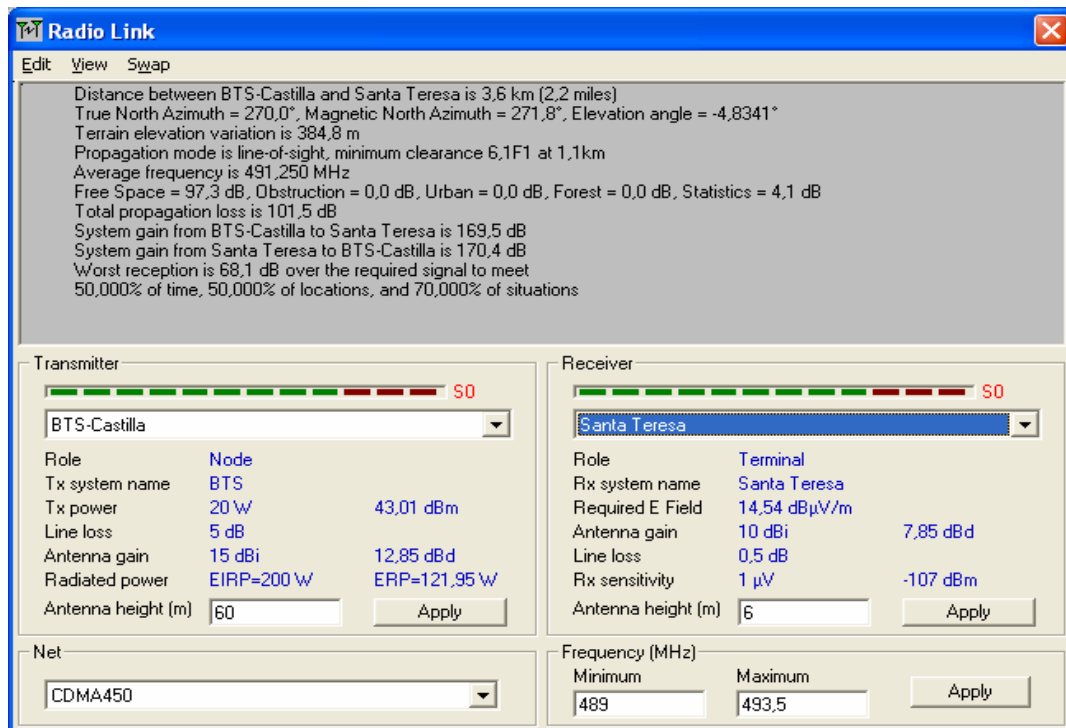 Radio Link
Edit View Swap
Distance between BTS-Castilla and Santa Teresa is 3,6 km (2,2 miles)
True North Azimuth = 270,0°, Magnetic North Azimuth = 271,8°, Elevation angle = -4,8341°
Terrain elevation variation is 384,8 m
Propagation mode is line-of-sight, minimum clearance 6,1F1 at 1,1km
Average frequency is 491,250 MHz
Free Space = 97,3 dB, Obstruction = 0,0 dB, Urban = 0,0 dB, Forest = 0,0 dB, Statistics = 4,1 dB
Total propagation loss is 101,5 dB
System gain from BTS-Castilla to Santa Teresa is 169,5 dB
System gain from Santa Teresa to BTS-Castilla is 170,4 dB
Worst reception is 68,1 dB over the required signal to meet
50,000% of time, 50,000% of locations, and 70,000% of situations
Transmitter
S0
BTS-Castilla
Role Node
Tx system name BTS
Tx power 20 W 43,01 dBm
Line loss 5 dB
Antenna gain 15 dBi 12,85 dBd
Radiated power EIRP=200 W ERP=121,95 W
Antenna height (m) 60 Apply
Receiver
S0
Santa Teresa
Role Terminal
Rx system name Santa Teresa
Required E Field 14,54 dBµV/m
Antenna gain 10 dBi 7,85 dBd
Line loss 0,5 dB
Rx sensitivity 1 µV -107 dBm
Antenna height (m) 6 Apply
Net
CDMA450
Frequency (MHz)
Minimum Maximum
489 493,5 Apply